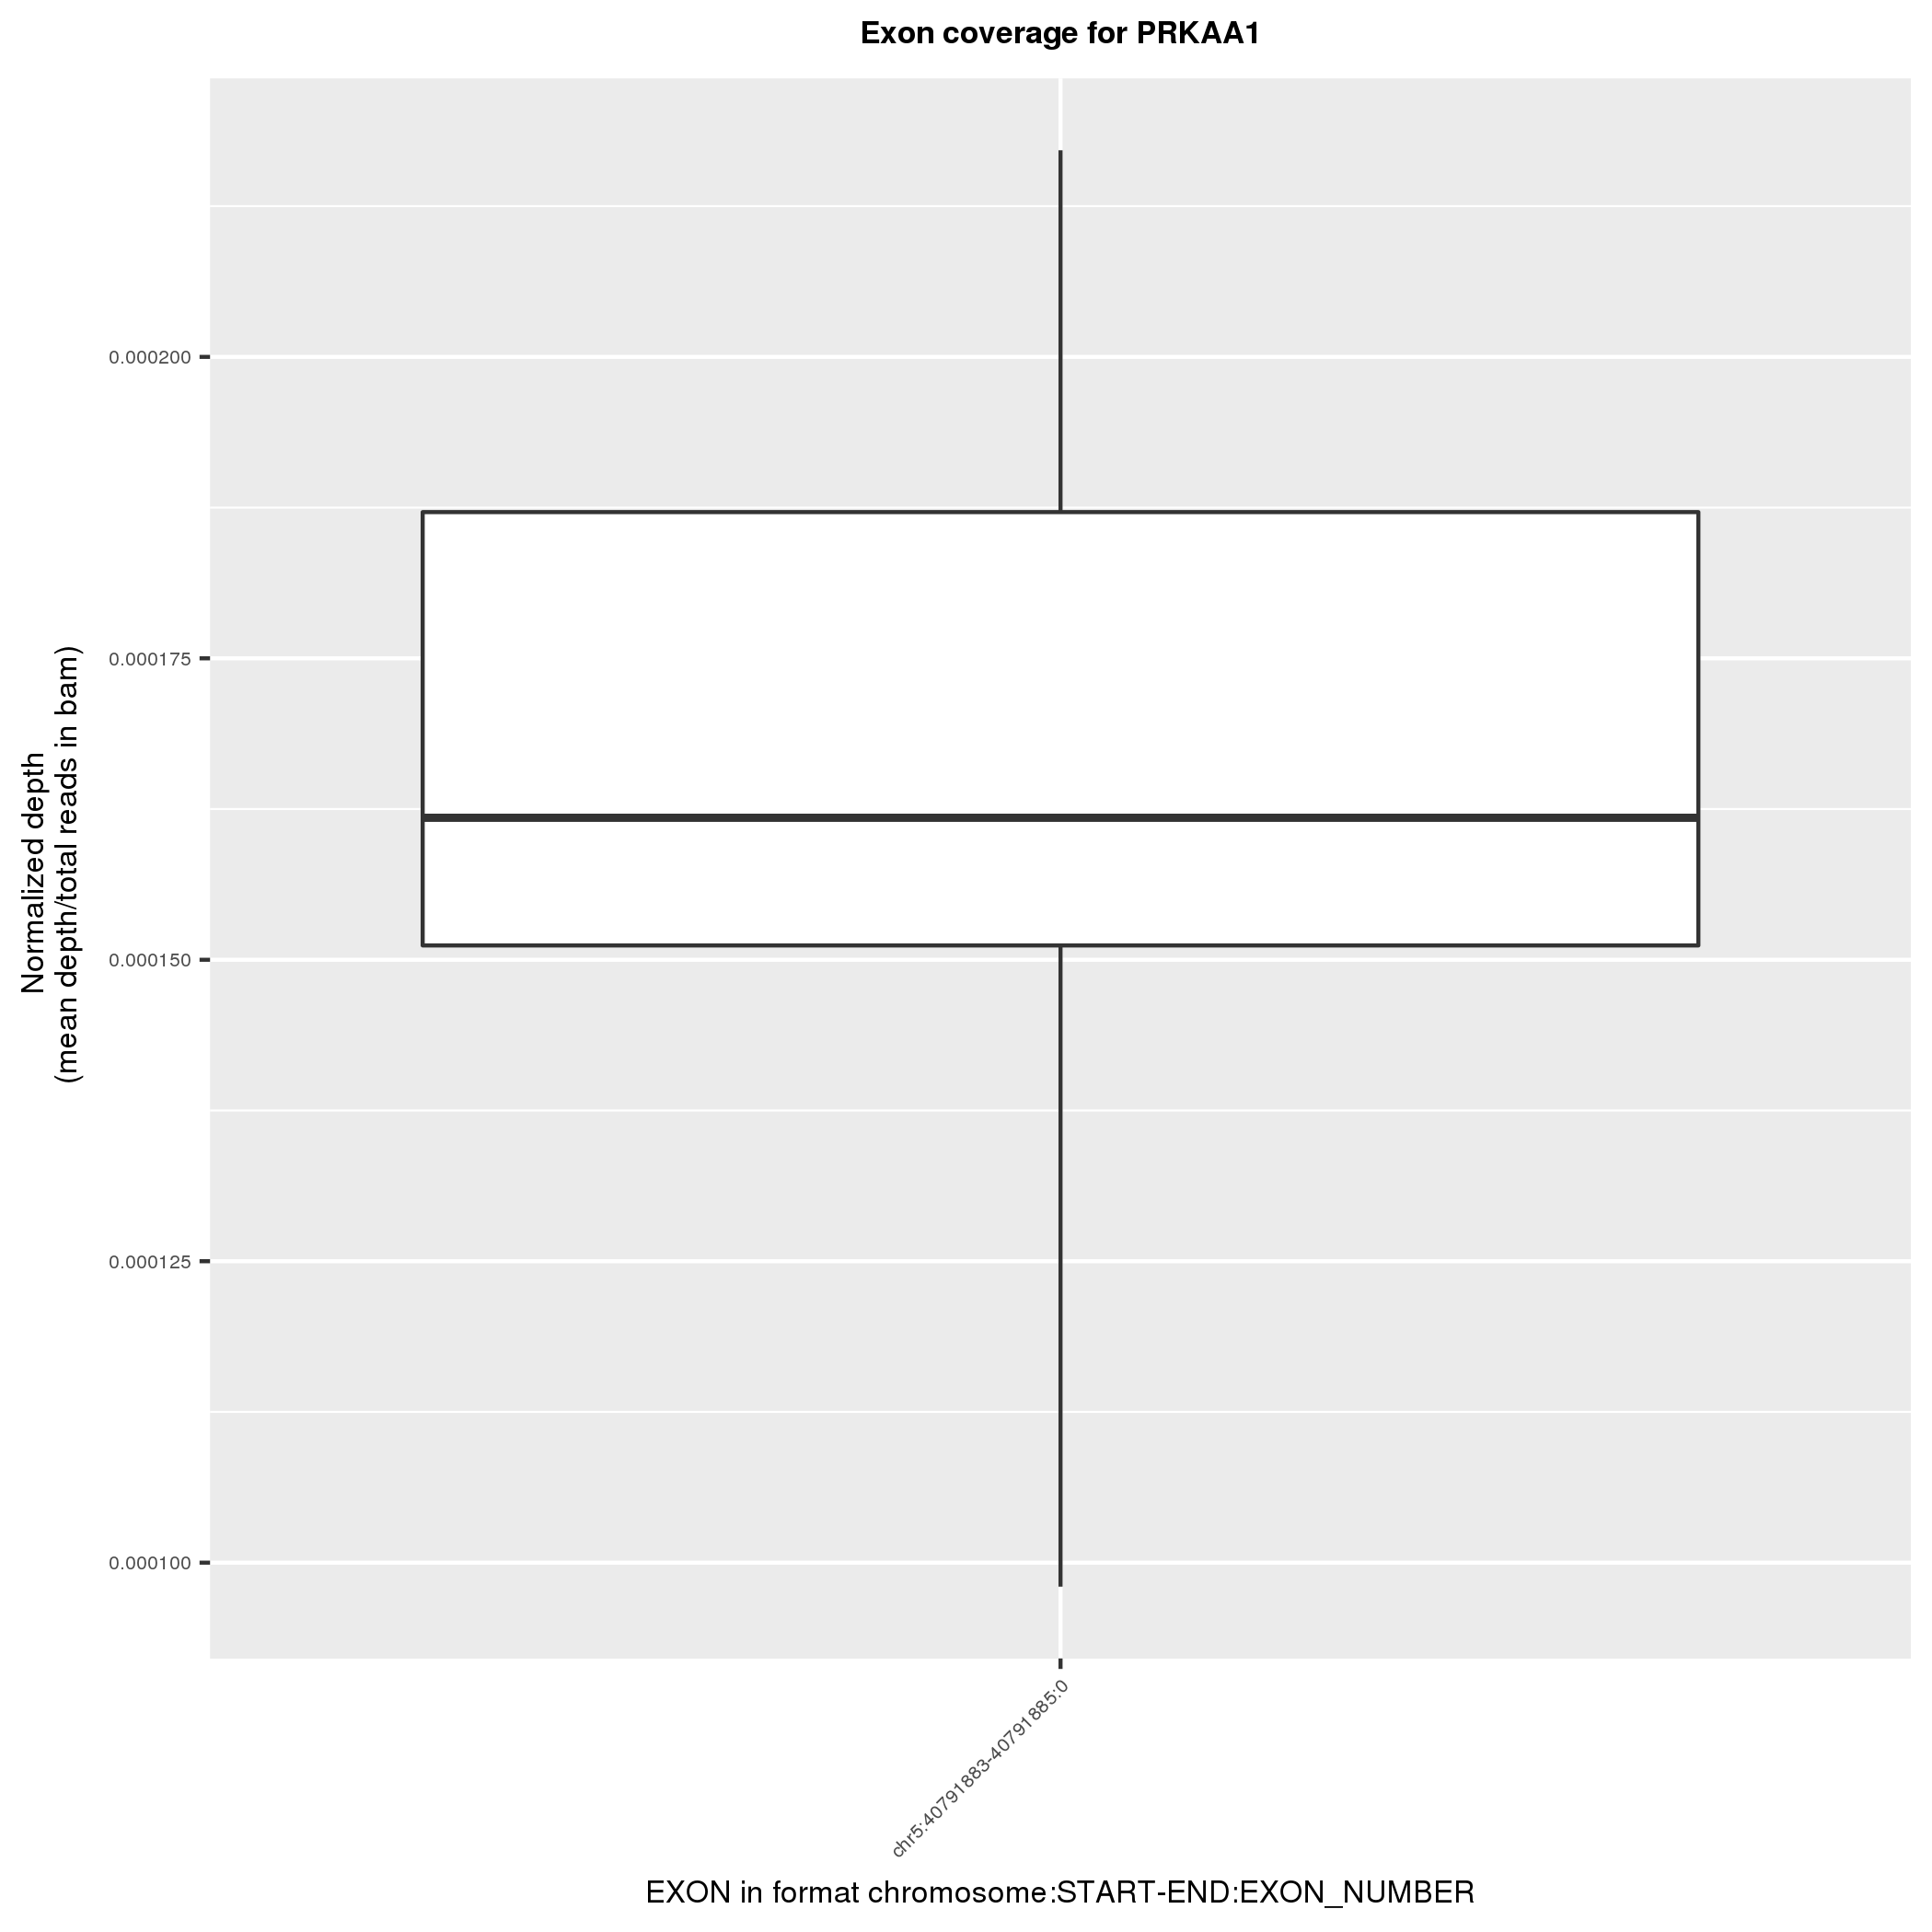 Exon coverage for PRKAA1
Normalized depth
(mean depth/total reads in bam)
0.000200
0.000175
0.000150
0.000125
0.000100
chr5:40791883-40791885:0
EXON in format chromosome:START-END:EXON_NUMBER